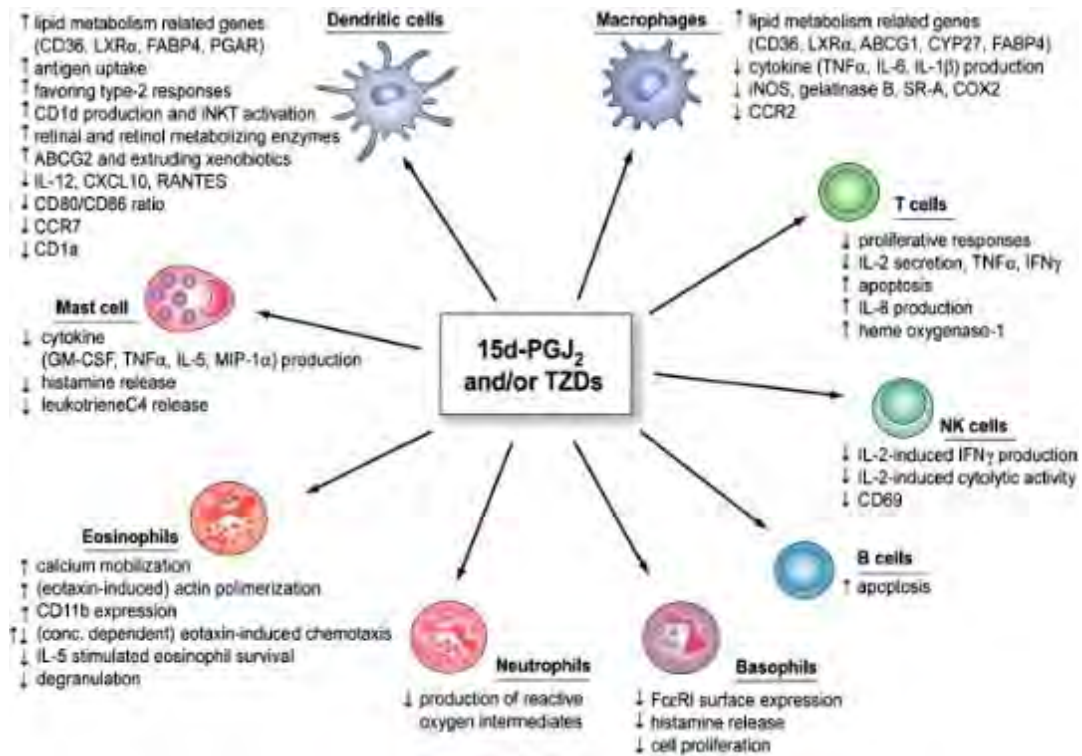 Dendritic cells
↑ lipid metabolism related genes
(CD36, LXRα, FABP4, PGAR)
↑ antigen uptake
↑ favoring type-2 responses
↑ CD1d production and iNKT activation
↑ retinal and retinol metabolizing enzymes
↑ ABCG2 and extruding xenobiotics
↓ IL-12, CXCL10, RANTES
↓ CD80/CD86 ratio
↓ CCR7
↓ CD1a
Macrophages
↑ lipid metabolism related genes
(CD36, LXRα, ABCG1, CYP27, FABP4)
↓ cytokine (TNFα, IL-6, IL-1β) production
↓ iNOS, gelatinase B, SR-A, COX2
↓ CCR2
T cells
↓ proliferative responses
↓ IL-2 secretion, TNFα, IFNγ
↑ apoptosis
↑ IL-8 production
↑ heme oxygenase-1
Mast cell
↓ cytokine
(GM-CSF, TNFα, IL-5, MIP-1α) production
↓ histamine release
↓ leukotrieneC4 release
15d-PGJ₂
and/or TZDs
NK cells
↓ IL-2-induced IFNγ production
↓ IL-2-induced cytolytic activity
↓ CD69
Eosinophils
↑ calcium mobilization
↑ (eotaxin-induced) actin polimerization
↑ CD11b expression
↑↓ (conc. dependent) eotaxin-induced chemotaxis
↓ IL-5 stimulated eosinophil survival
↓ degranulation
B cells
↑ apoptosis
Neutrophils
↓ production of reactive
oxygen intermediates
Basophils
↓ FcεRI surface expression
↓ histamine release
↓ cell proliferation